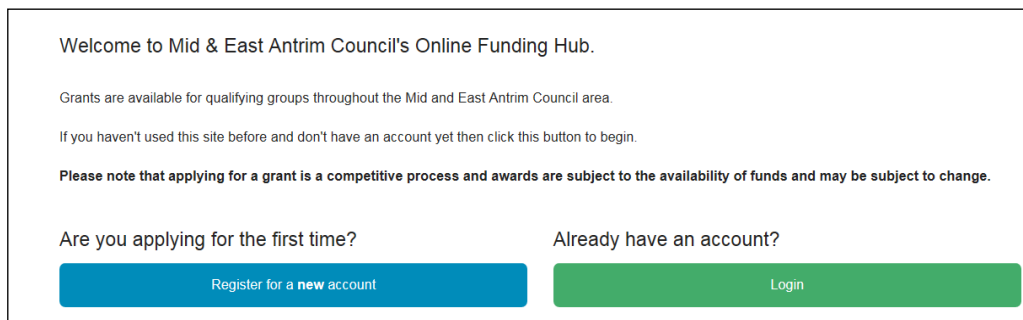 Welcome to Mid & East Antrim Council's Online Funding Hub.
Grants are available for qualifying groups throughout the Mid and East Antrim Council area.
If you haven't used this site before and don't have an account yet then click this button to begin.
Please note that applying for a grant is a competitive process and awards are subject to the availability of funds and may be subject to change.
Are you applying for the first time?
Register for a new account
Already have an account?
Login